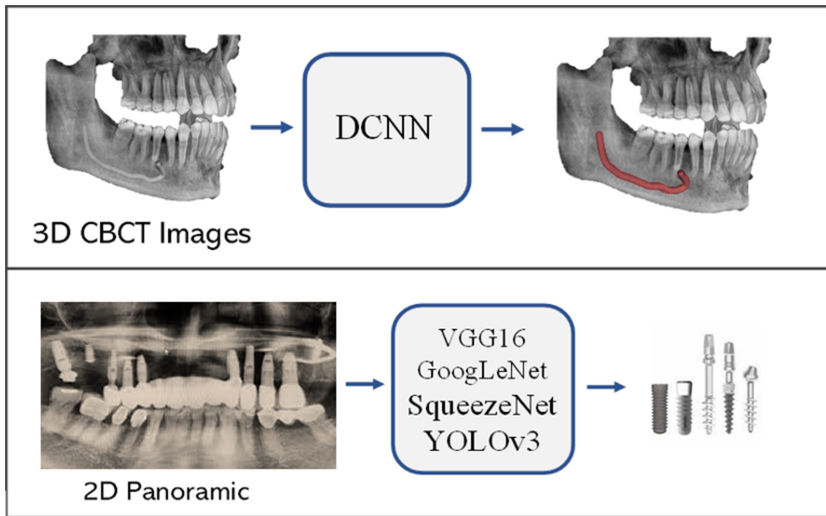 DCNN
3D CBCT Images
VGG16
GoogLeNet
SqueezeNet
YOLOv3
2D Panoramic